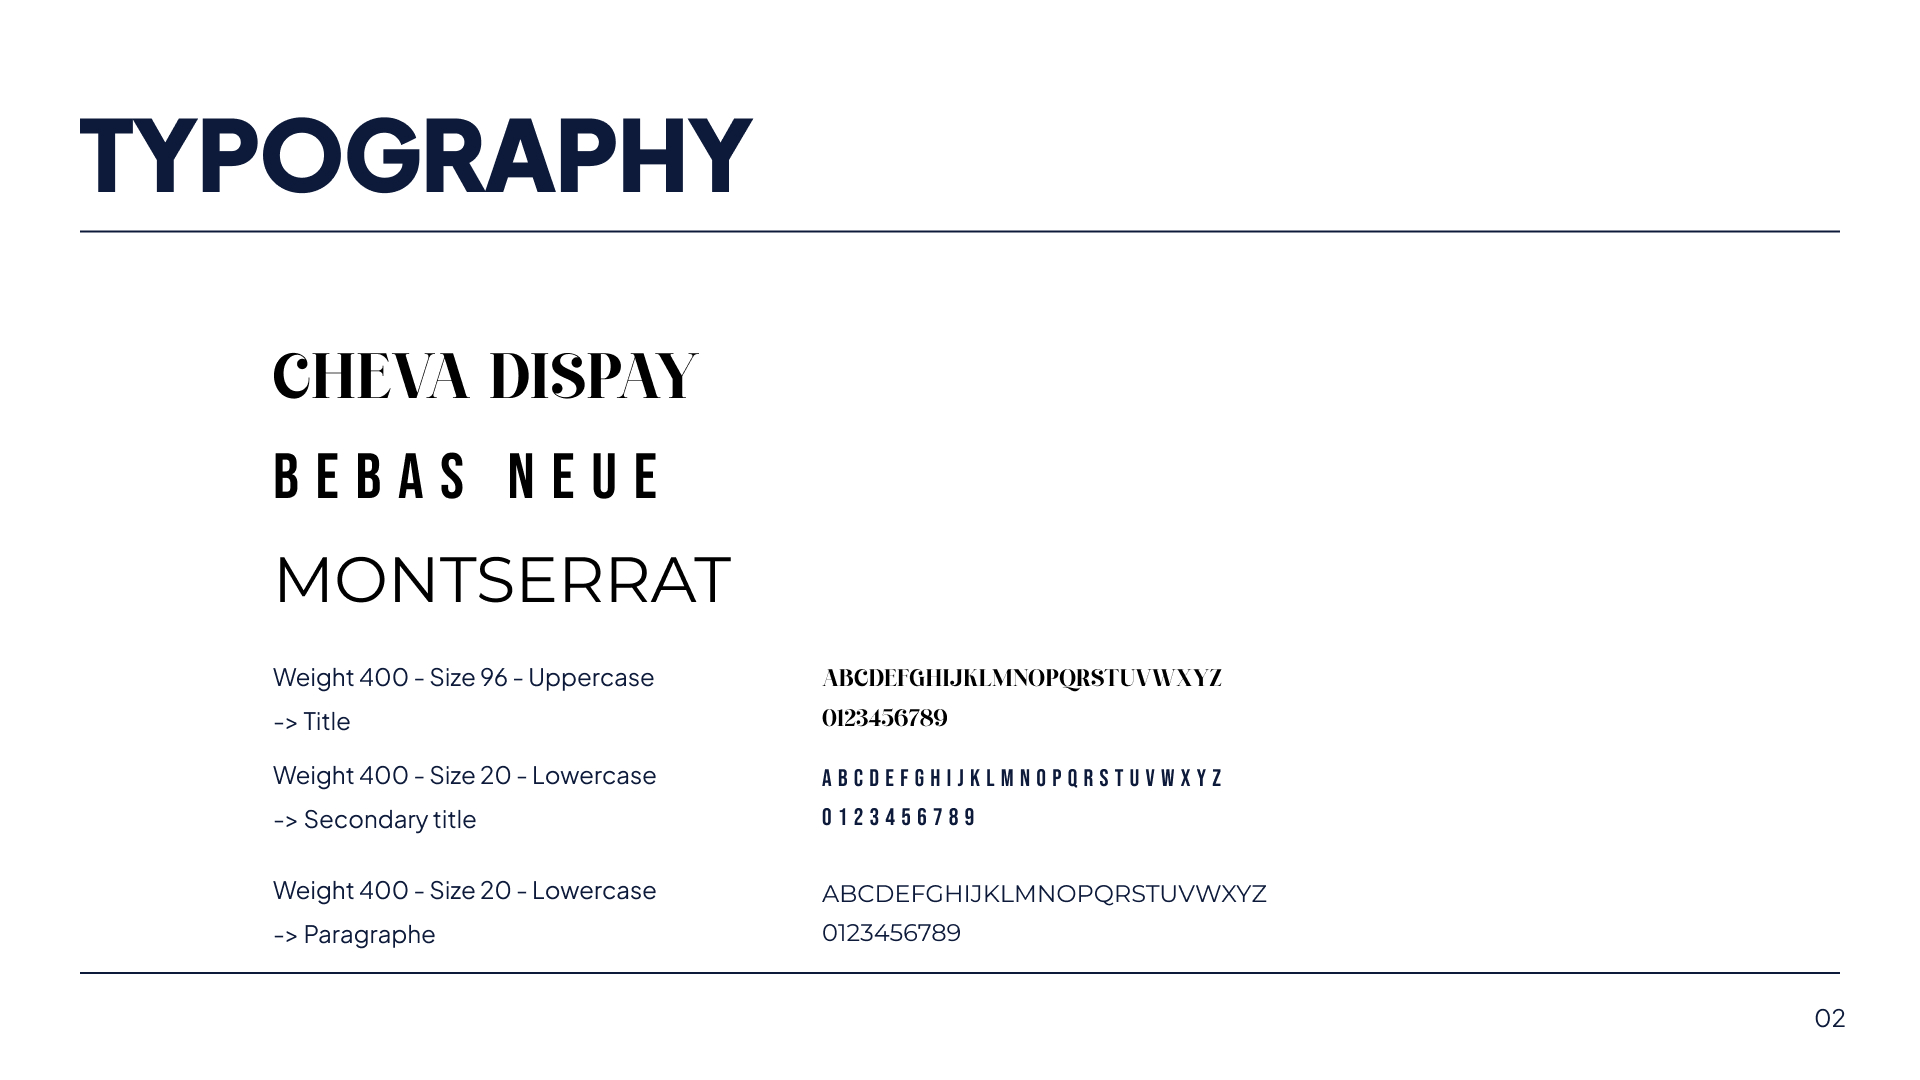 TYPOGRAPHY
CHEVA DISPAY
BEBAS NEUE
MONTSERRAT
Weight 400 - Size 96 - Uppercase
-> Title
ABCDEFGHIJKLMNOPQRSTUVWXYZ
0123456789
Weight 400 - Size 20 - Lowercase
-> Secondary title
ABCDEFGHIJKLMNOPQRSTUVWXYZ
0123456789
Weight 400 - Size 20 - Lowercase
-> Paragraphe
ABCDEFGHIJKLMNOPQRSTUVWXYZ
0123456789
02